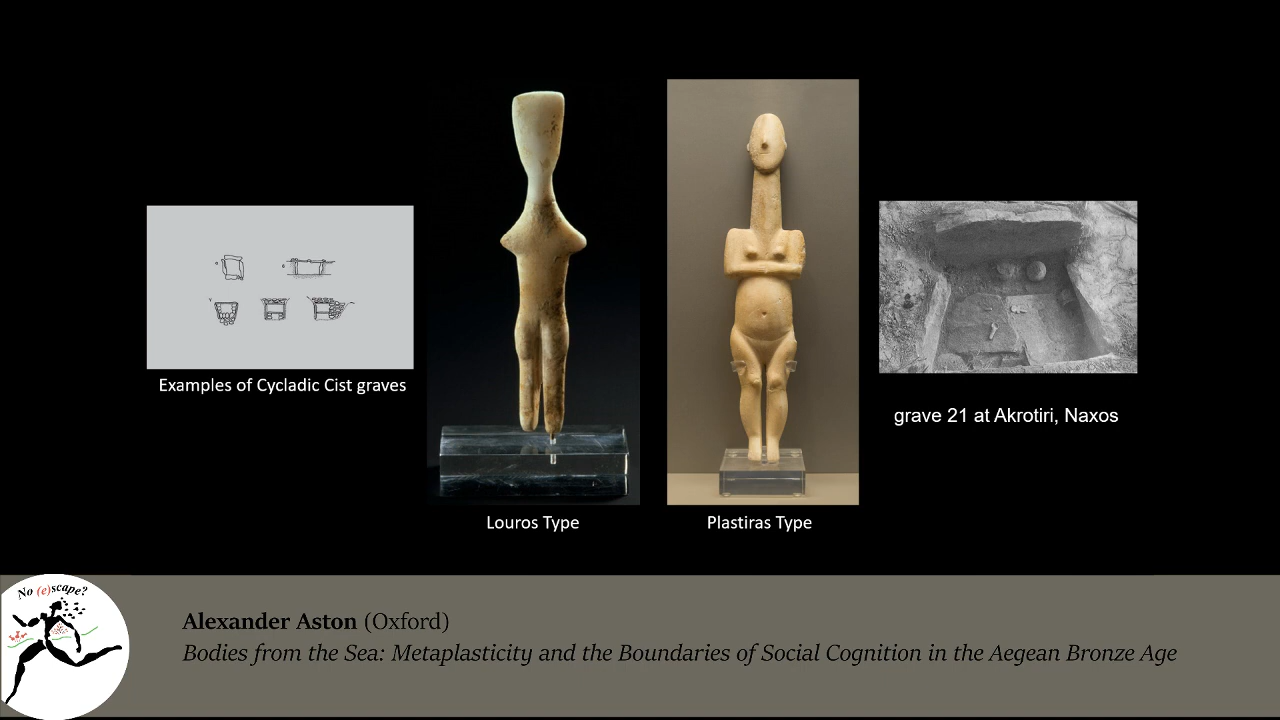 Examples of Cycladic Cist graves
Louros Type
Plastiras Type
grave 21 at Akrotiri, Naxos
No (e)scape?
Alexander Aston (Oxford)
Bodies from the Sea: Metaplasticity and the Boundaries of Social Cognition in the Aegean Bronze Age